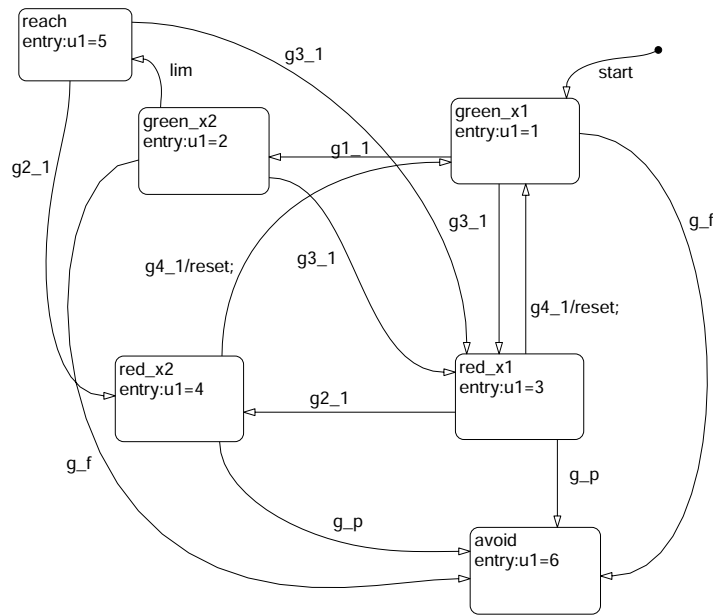 reach
entry:u1=5
g3_1
lim
start
green_x2
entry:u1=2
green_x1
entry:u1=1
g1_1
g2_1
g3_1
g_f
g3_1
g4_1/reset;
g4_1/reset;
red_x2
entry:u1=4
red_x1
entry:u1=3
g2_1
g_f
g_p
g_p
avoid
entry:u1=6